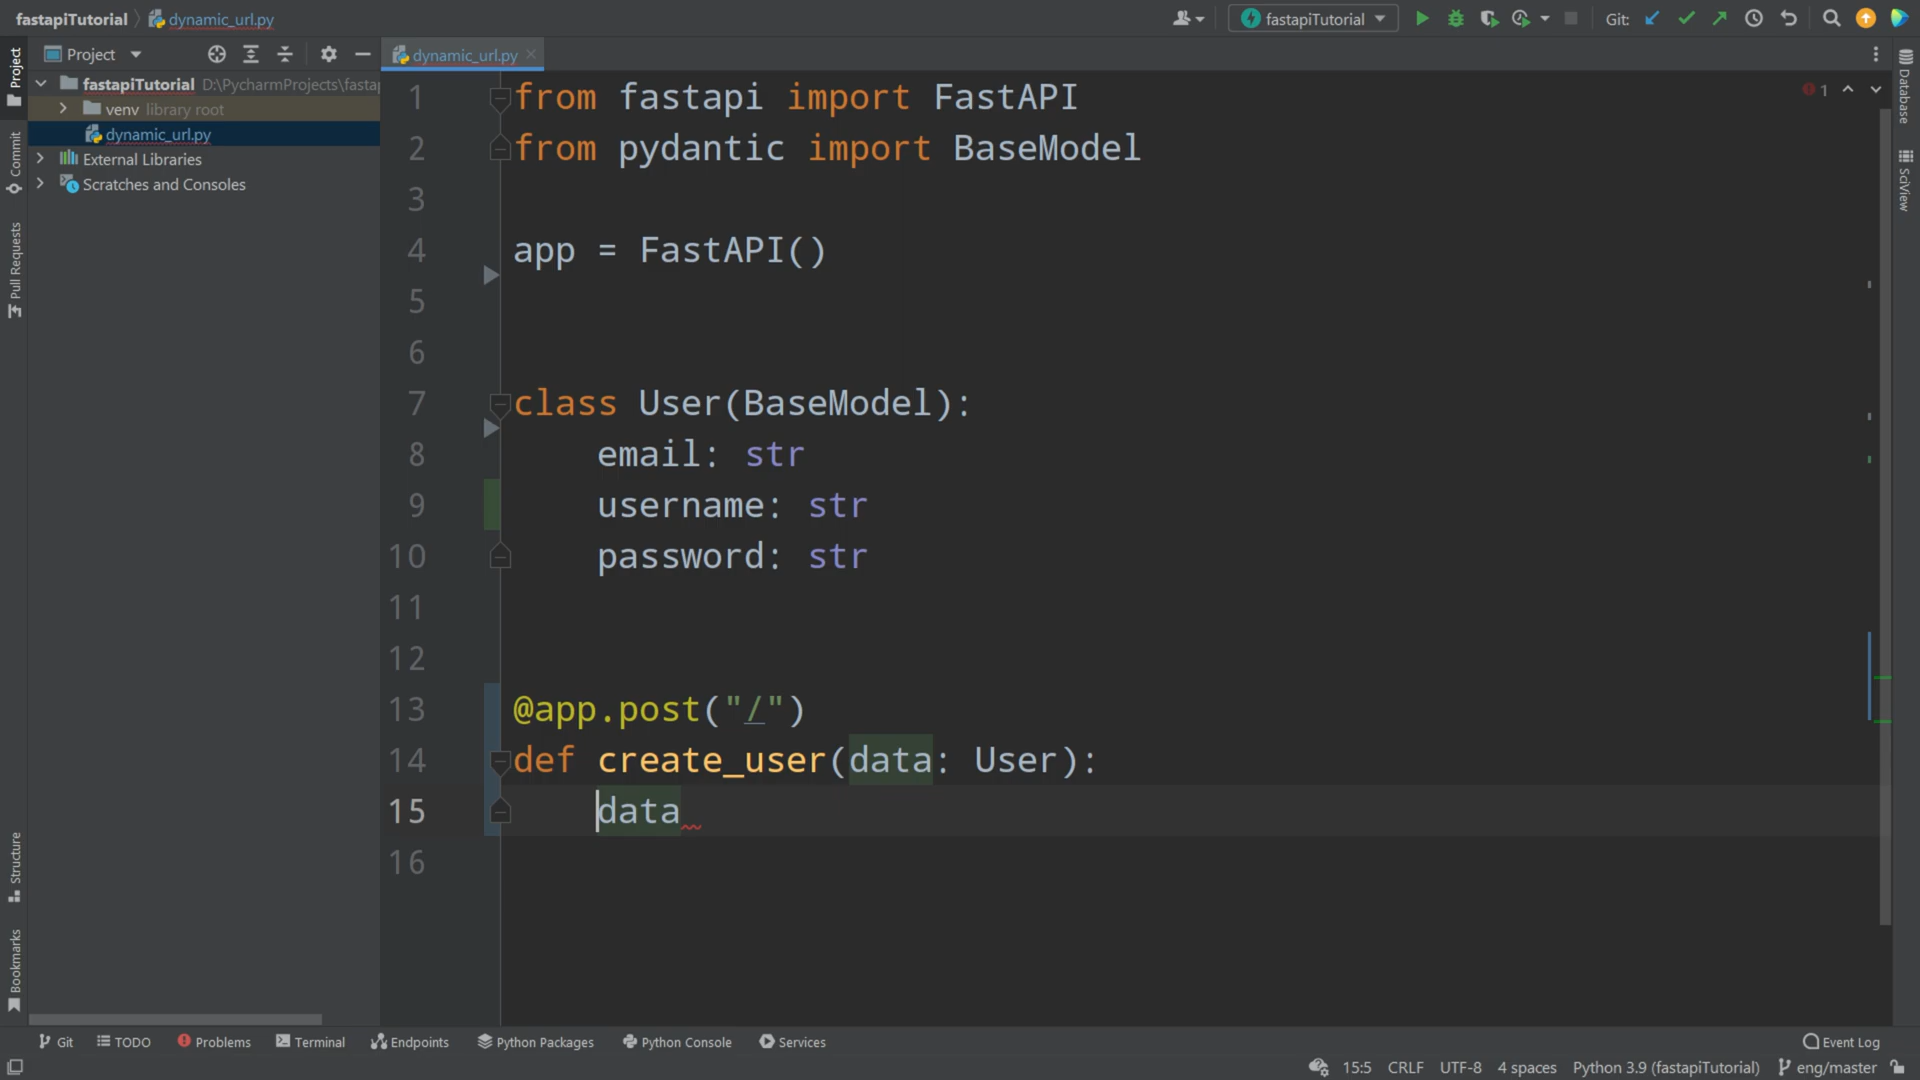 fastapiTutorial dynamic_url.py fastapiTutorial Git:
Project dynamic_url.py
fastapiTutorial D:\PycharmProjects\fastap
venv library root
dynamic_url.py
External Libraries
Scratches and Consoles
Project
Commit
Pull Requests
Structure
Bookmarks
1 from fastapi import FastAPI
2 from pydantic import BaseModel
3
4 app = FastAPI()
5
6
7 class User(BaseModel):
8 email: str
9 username: str
10 password: str
11
12
13 @app.post("/")
14 def create_user(data: User):
15 data
16
1
Database
SciView
Git TODO Problems Terminal Endpoints Python Packages Python Console Services Event Log
15:5 CRLF UTF-8 4 spaces Python 3.9 (fastapiTutorial) eng/master